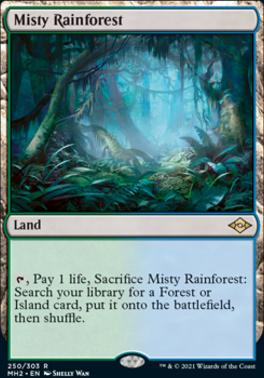 Misty Rainforest
Land
, Pay 1 life, Sacrifice Misty Rainforest:
Search your library for a Forest or
Island card, put it onto the battlefield,
then shuffle.
250/303 R
MH2 • EN Shelly Wan
™ & © 2021 Wizards of the Coast